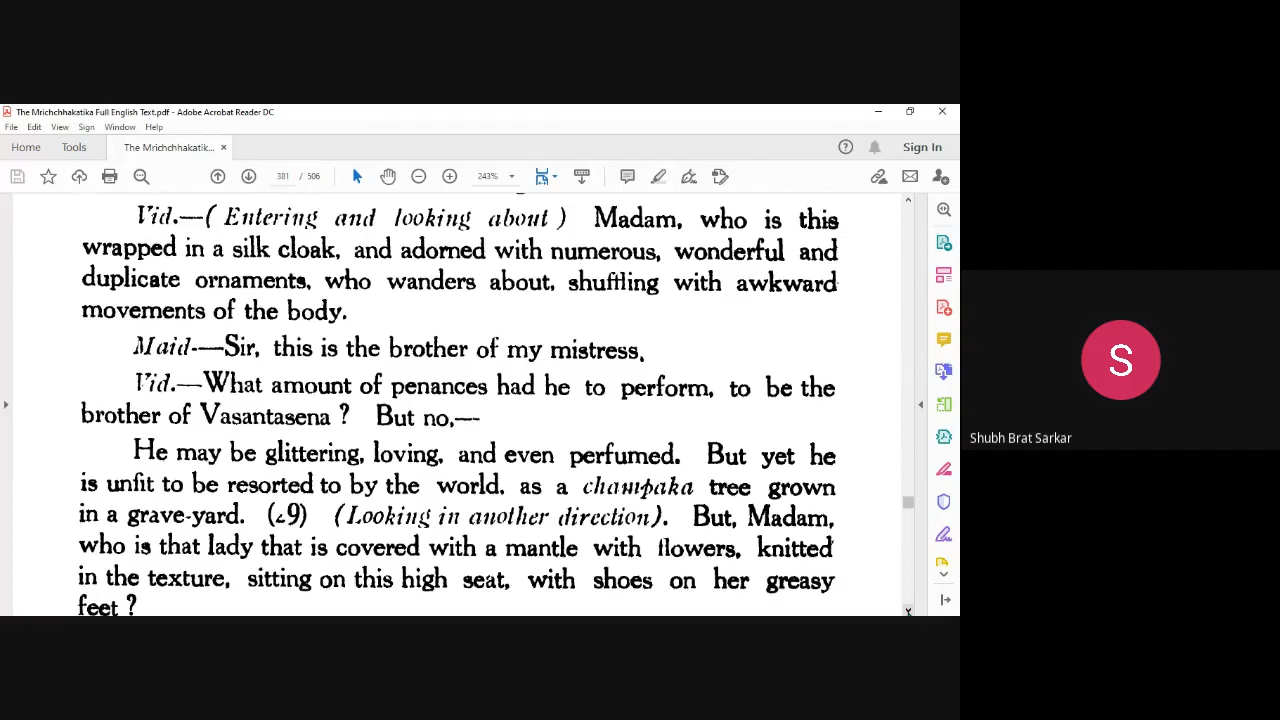 The Mrichchhakatika Full English Text.pdf - Adobe Acrobat Reader DC
File Edit View Sign Window Help
Home Tools The Mrichchhakatik... × Sign In
381 / 506 243%
Vid.—( Entering and looking about ) Madam, who is this
wrapped in a silk cloak, and adorned with numerous, wonderful and
duplicate ornaments, who wanders about, shuffling with awkward
movements of the body.
Maid—Sir, this is the brother of my mistress.
Vid.—What amount of penances had he to perform, to be the
brother of Vasantasena ? But no,—
He may be glittering, loving, and even perfumed. But yet he
is unfit to be resorted to by the world, as a champaka tree grown
in a grave-yard. (29) (Looking in another direction). But, Madam,
who is that lady that is covered with a mantle with flowers, knitted
in the texture, sitting on this high seat, with shoes on her greasy
feet ?
S
Shubh Brat Sarkar